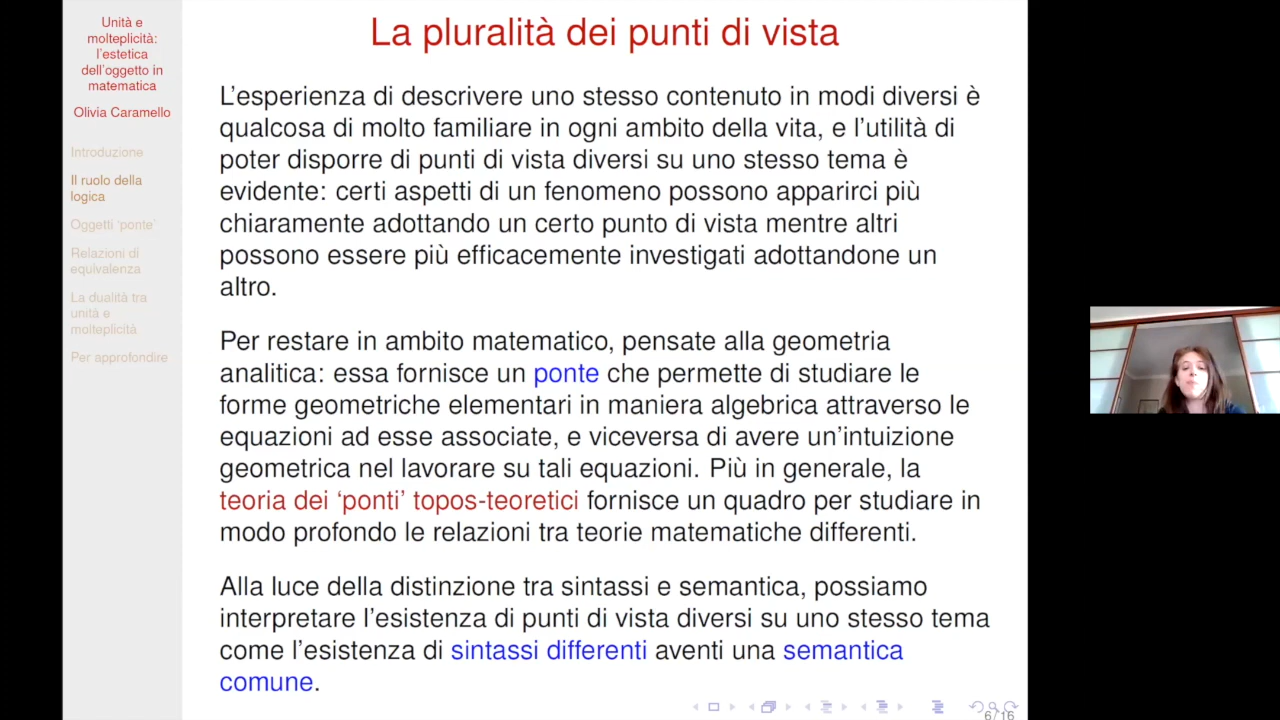 Unità e
molteplicità:
l'estetica
dell'oggetto in
matematica
Olivia Caramello
Introduzione
Il ruolo della
logica
Oggetti 'ponte'
Relazioni di
equivalenza
La dualità tra
unità e
molteplicità
Per approfondire
La pluralità dei punti di vista
L'esperienza di descrivere uno stesso contenuto in modi diversi è
qualcosa di molto familiare in ogni ambito della vita, e l'utilità di
poter disporre di punti di vista diversi su uno stesso tema è
evidente: certi aspetti di un fenomeno possono apparirci più
chiaramente adottando un certo punto di vista mentre altri
possono essere più efficacemente investigati adottandone un
altro.
Per restare in ambito matematico, pensate alla geometria
analitica: essa fornisce un ponte che permette di studiare le
forme geometriche elementari in maniera algebrica attraverso le
equazioni ad esse associate, e viceversa di avere un'intuizione
geometrica nel lavorare su tali equazioni. Più in generale, la
teoria dei 'ponti' topos-teoretici fornisce un quadro per studiare in
modo profondo le relazioni tra teorie matematiche differenti.
Alla luce della distinzione tra sintassi e semantica, possiamo
interpretare l'esistenza di punti di vista diversi su uno stesso tema
come l'esistenza di sintassi differenti aventi una semantica
comune.
6/16